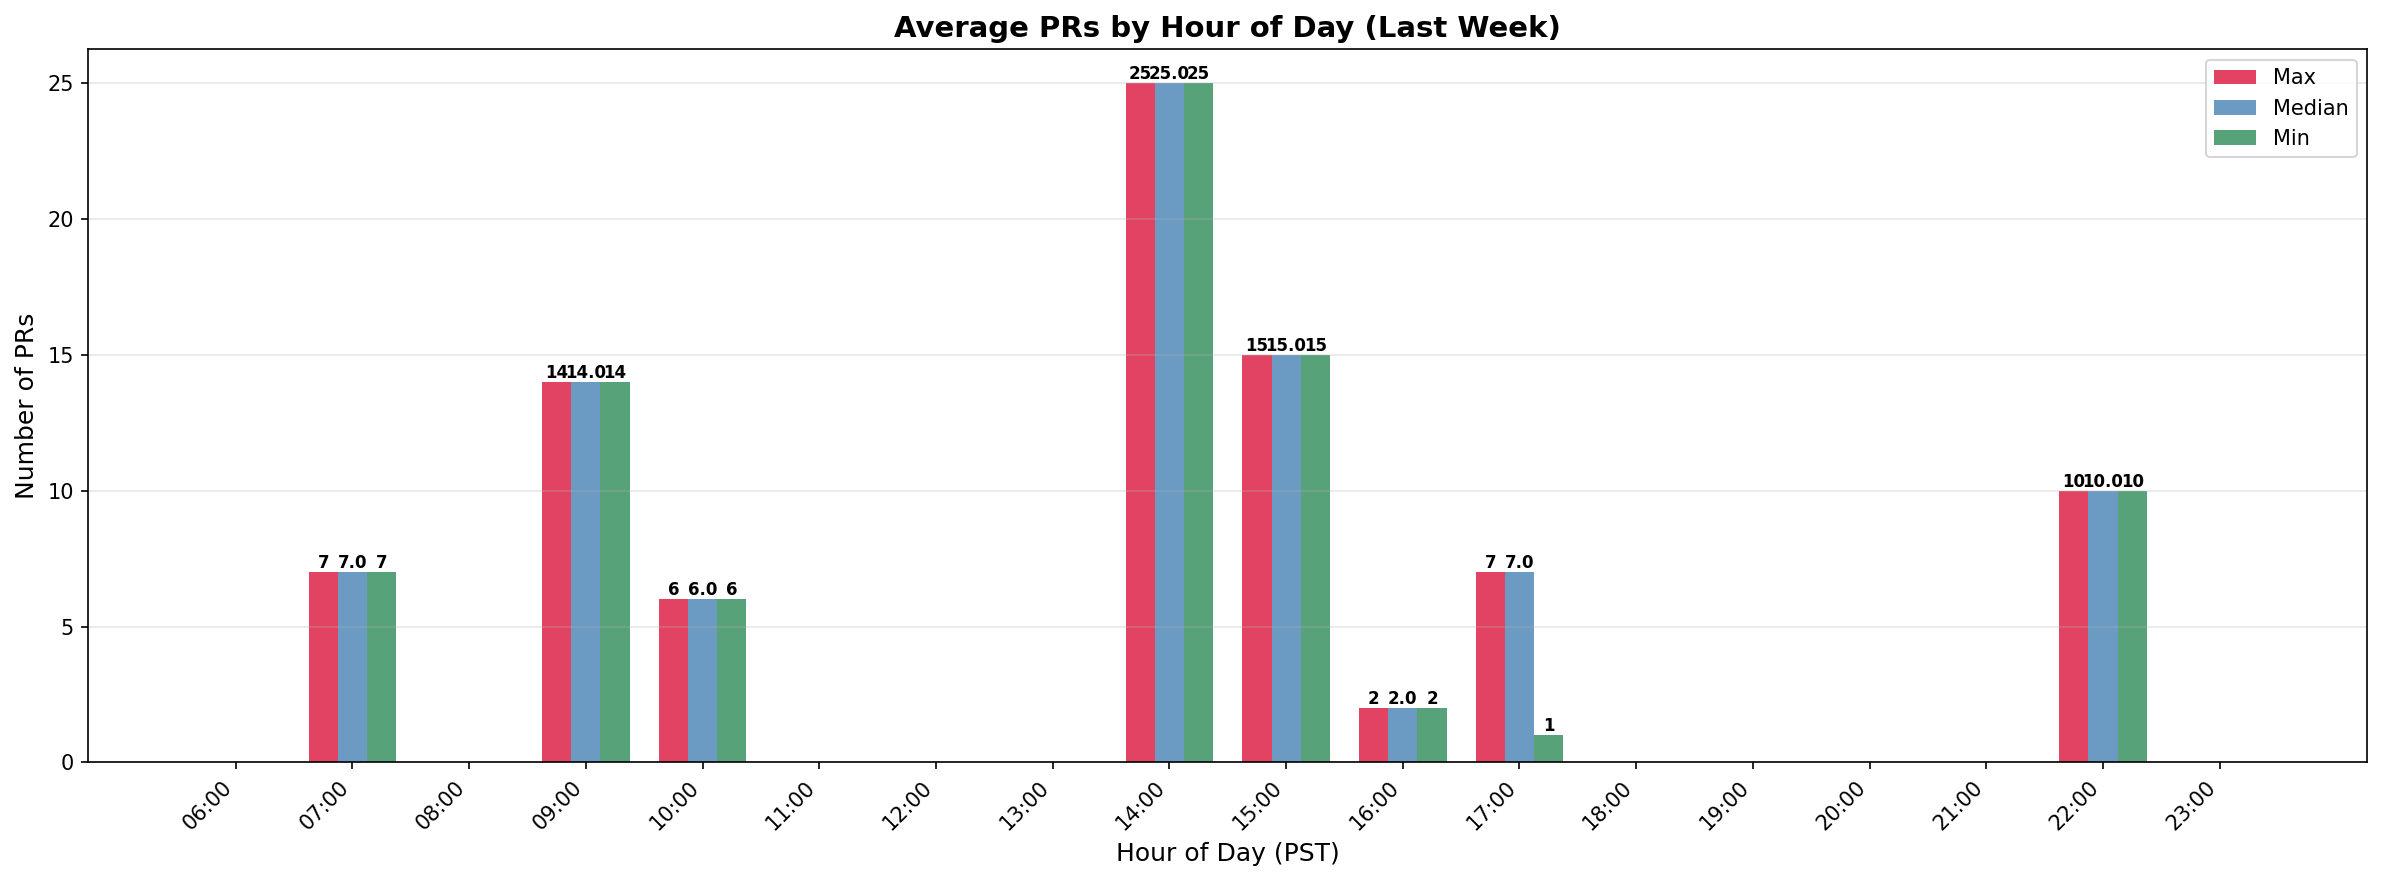 Average PRs by Hour of Day (Last Week)
Max
Median
Min
Number of PRs
25
20
15
10
5
0
7 7.0 7
14 14.0 14
6 6.0 6
25 25.0 25
15 15.0 15
2 2.0 2
7 7.0 1
10 10.0 10
06:00 07:00 08:00 09:00 10:00 11:00 12:00 13:00 14:00 15:00 16:00 17:00 18:00 19:00 20:00 21:00 22:00 23:00
Hour of Day (PST)